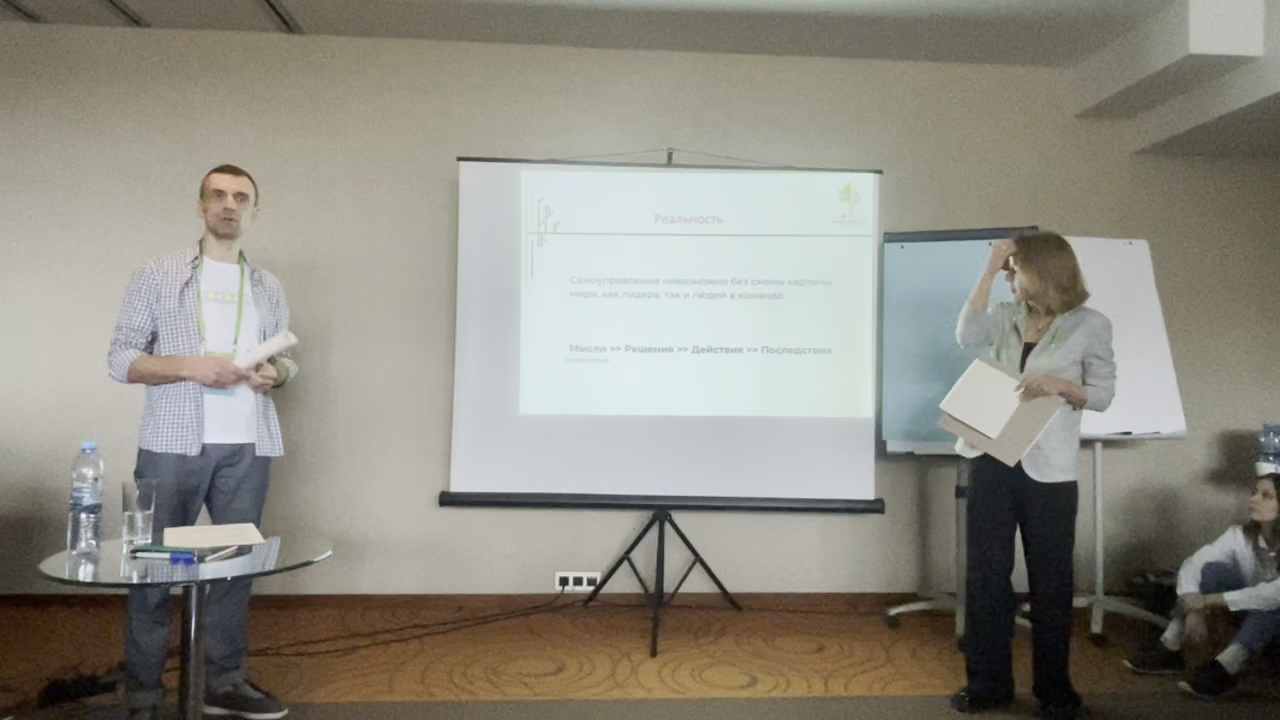 Реальность
Самоуправление невозможно без смены картины
мира, как лидера, так и людей в команде.
Мысли >> Решения >> Действия >> Последствия